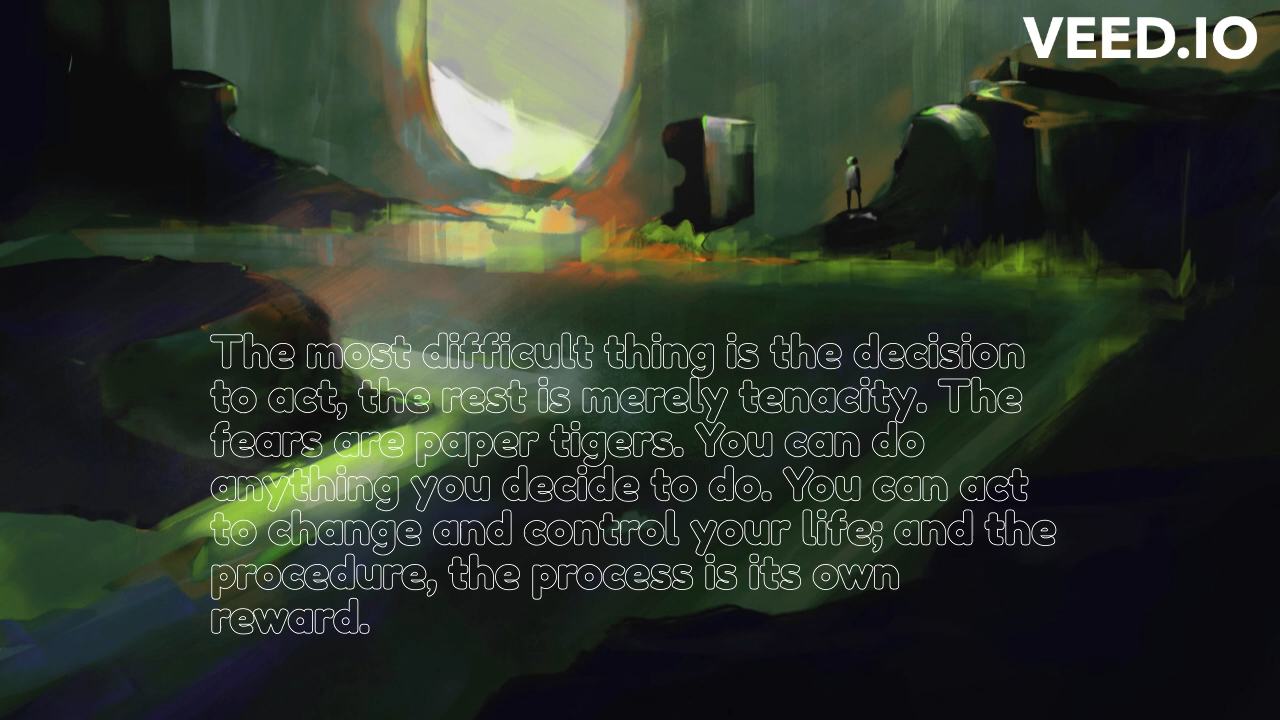 VEED.IO
The most difficult thing is the decision
to act, the rest is merely tenacity. The
fears are paper tigers. You can do
anything you decide to do. You can act
to change and control your life; and the
procedure, the process is its own
reward.